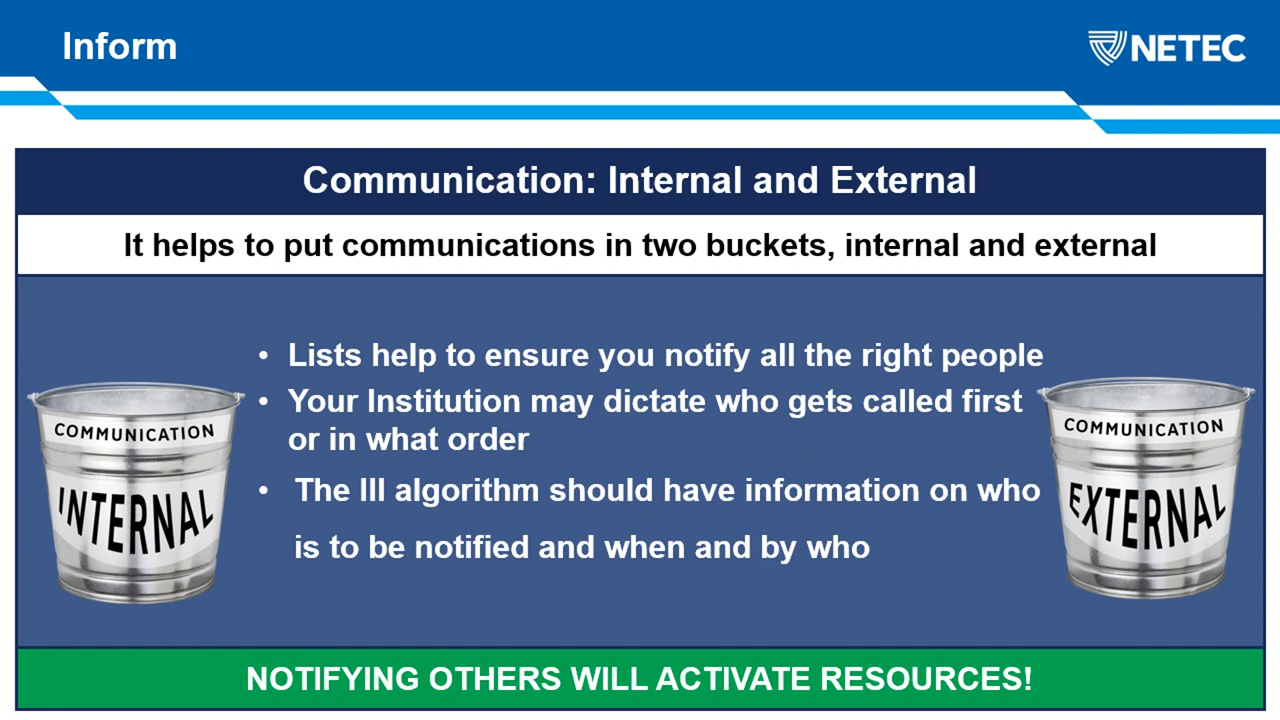 Inform
NETEC
Communication: Internal and External
It helps to put communications in two buckets, internal and external
• Lists help to ensure you notify all the right people
• Your Institution may dictate who gets called first
or in what order
• The III algorithm should have information on who
is to be notified and when and by who
COMMUNICATION
INTERNAL
COMMUNICATION
EXTERNAL
NOTIFYING OTHERS WILL ACTIVATE RESOURCES!